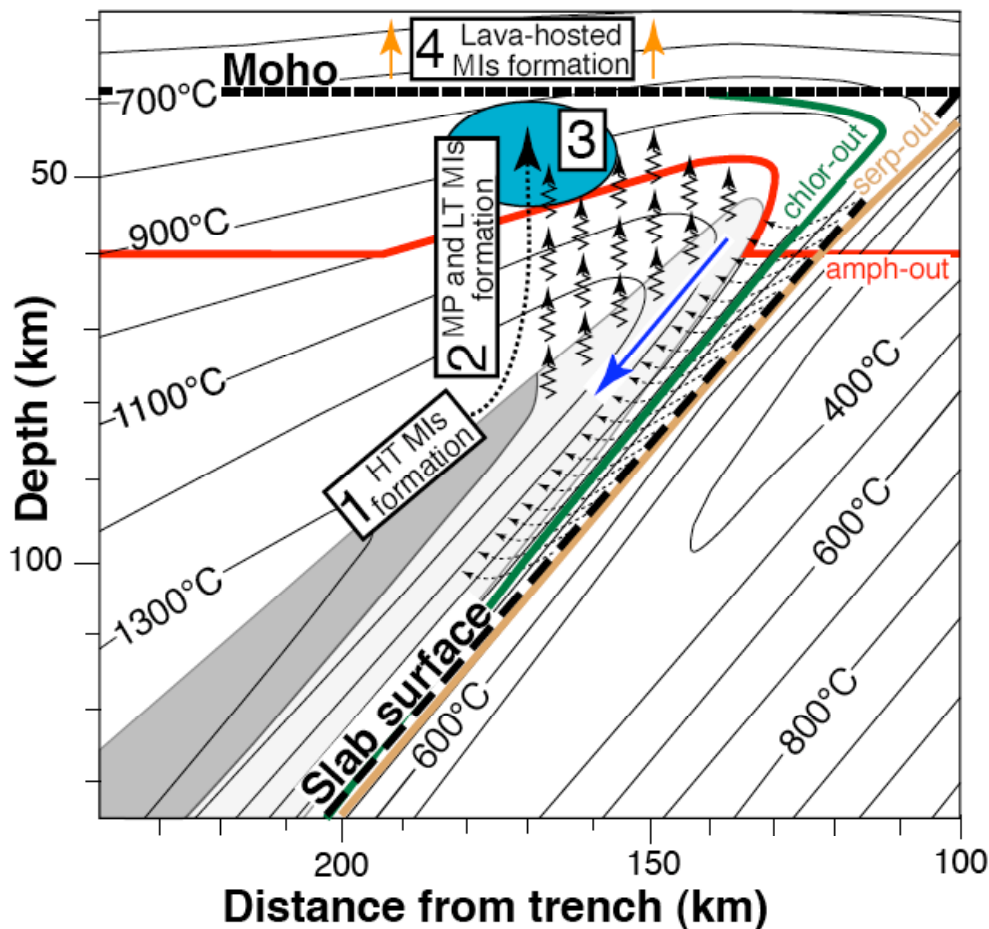 4 Lava-hosted
MIs formation
Moho
700°C
3
50
2 MP and LT MIs
formation
chlor-out
serp-out
900°C
amph-out
Depth (km)
1100°C
400°C
1 HT MIs
formation
600°C
100
1300°C
Slab surface
600°C
800°C
200
150
100
Distance from trench (km)